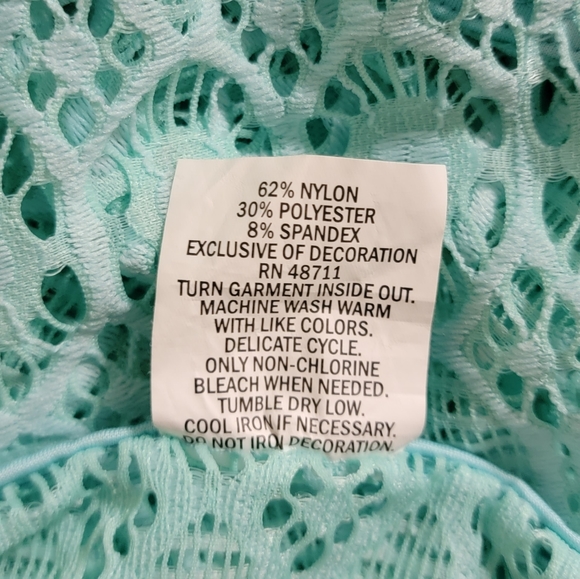 62% NYLON
30% POLYESTER
8% SPANDEX
EXCLUSIVE OF DECORATION
RN 48711
TURN GARMENT INSIDE OUT.
MACHINE WASH WARM
WITH LIKE COLORS.
DELICATE CYCLE.
ONLY NON-CHLORINE
BLEACH WHEN NEEDED.
TUMBLE DRY LOW.
COOL IRON IF NECESSARY.
DO NOT IRON DECORATION.